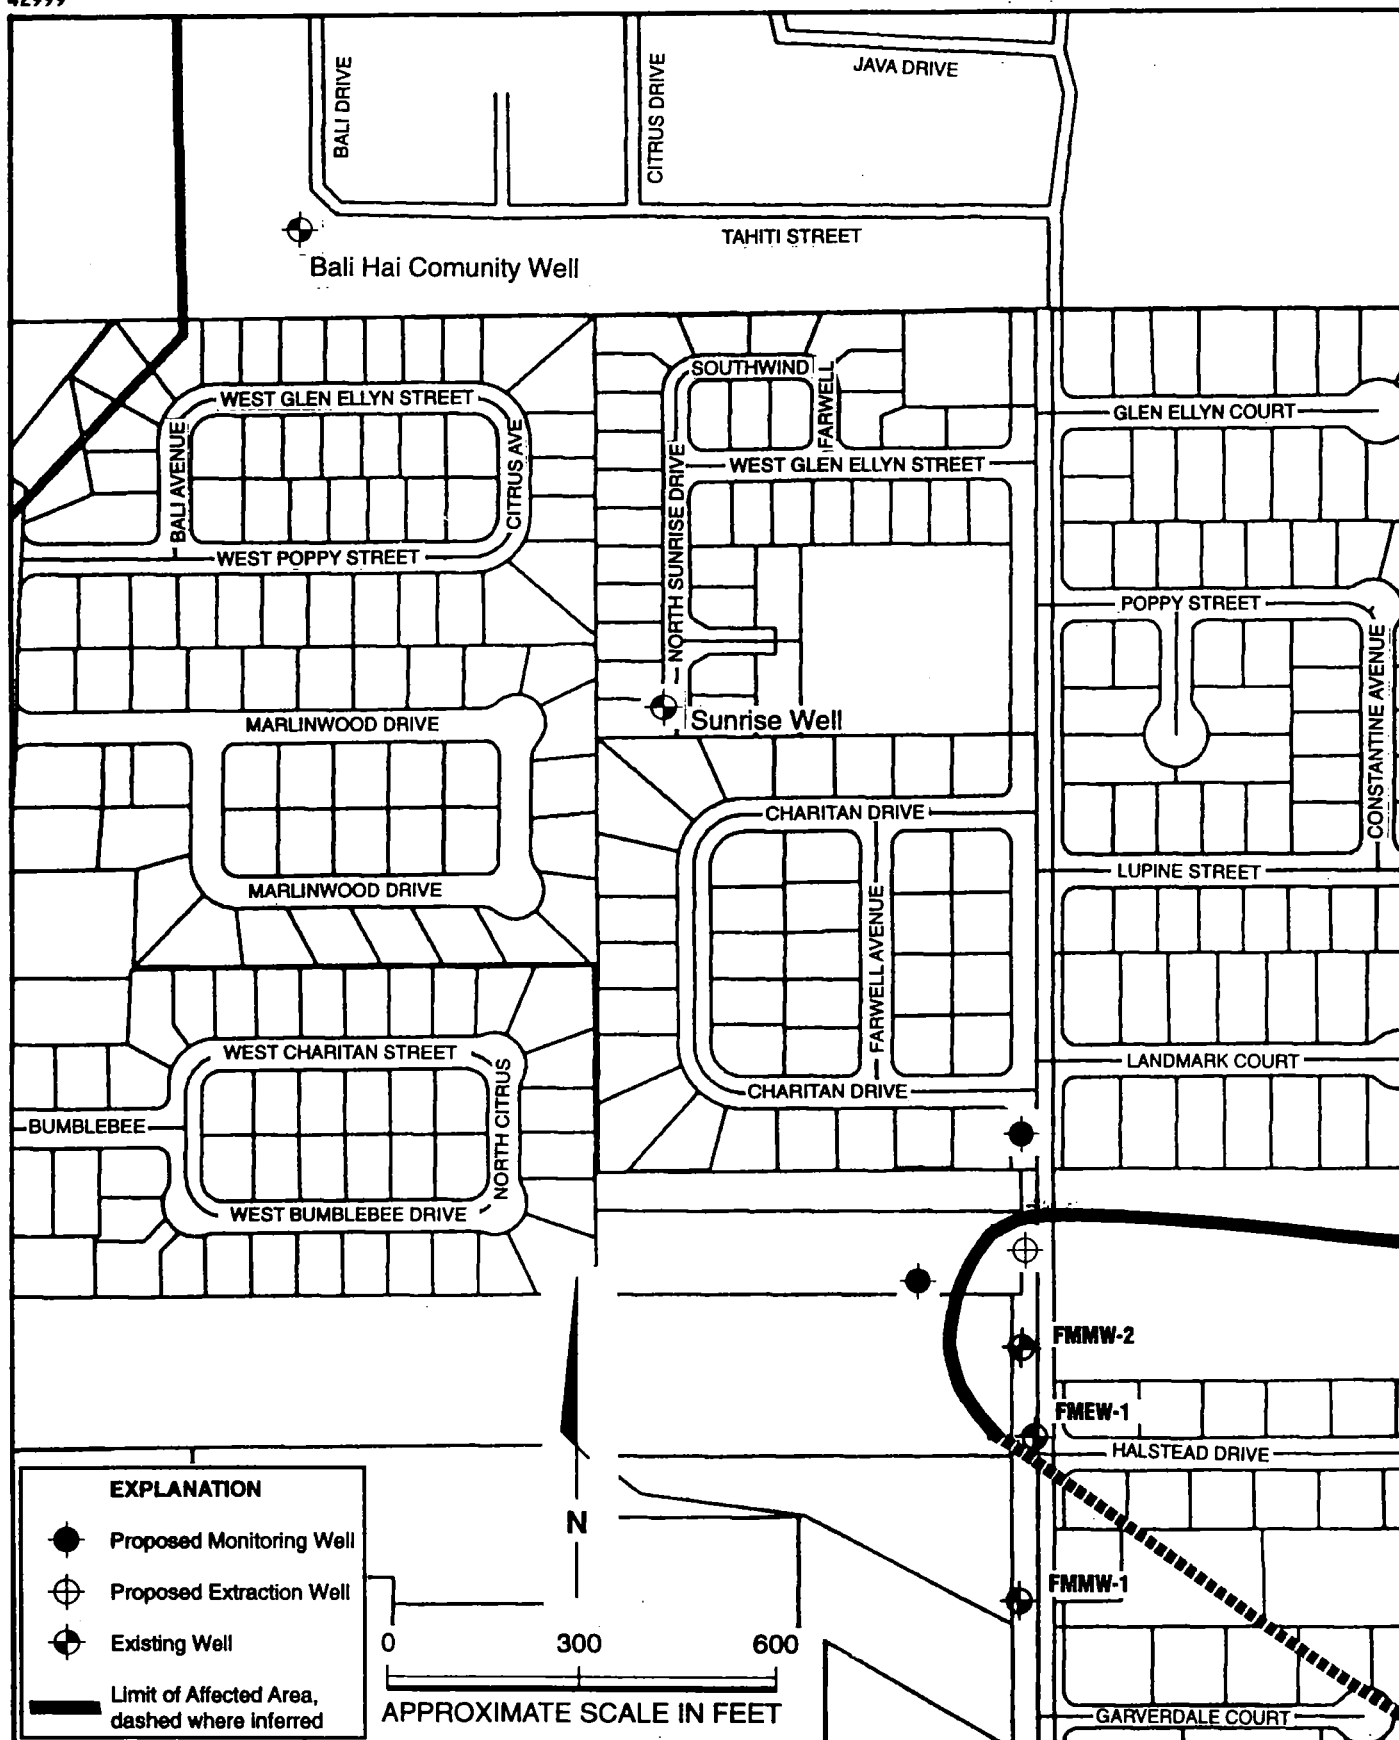 42999
BALI DRIVE
CITRUS DRIVE
JAVA DRIVE
TAHITI STREET
Bali Hai Comunity Well
SOUTHWIND
FARWELL
WEST GLEN ELLYN STREET
GLEN ELLYN COURT
BALI AVENUE
CITRUS AVE
NORTH SUNRISE DRIVE
WEST GLEN ELLYN STREET
WEST POPPY STREET
POPPY STREET
CONSTANTINE AVENUE
MARLINWOOD DRIVE
Sunrise Well
CHARITAN DRIVE
MARLINWOOD DRIVE
LUPINE STREET
FARWELL AVENUE
WEST CHARITAN STREET
NORTH CITRUS
LANDMARK COURT
CHARITAN DRIVE
BUMBLEBEE
WEST BUMBLEBEE DRIVE
FMMW-2
FMEW-1
HALSTEAD DRIVE
FMMW-1
GARVERDALE COURT
N
EXPLANATION
Proposed Monitoring Well
Proposed Extraction Well
Existing Well
Limit of Affected Area,
dashed where inferred
0 300 600
APPROXIMATE SCALE IN FEET